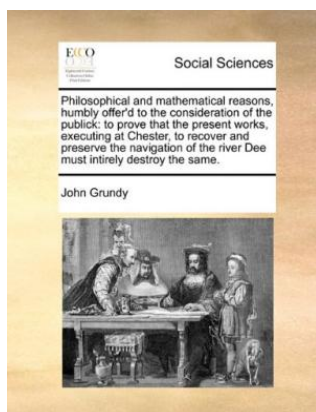 ECCO
Social Sciences
Philosophical and mathematical reasons,
humbly offer'd to the consideration of the
publick: to prove that the present works,
executing at Chester, to recover and
preserve the navigation of the river Dee
must intirely destroy the same.
John Grundy